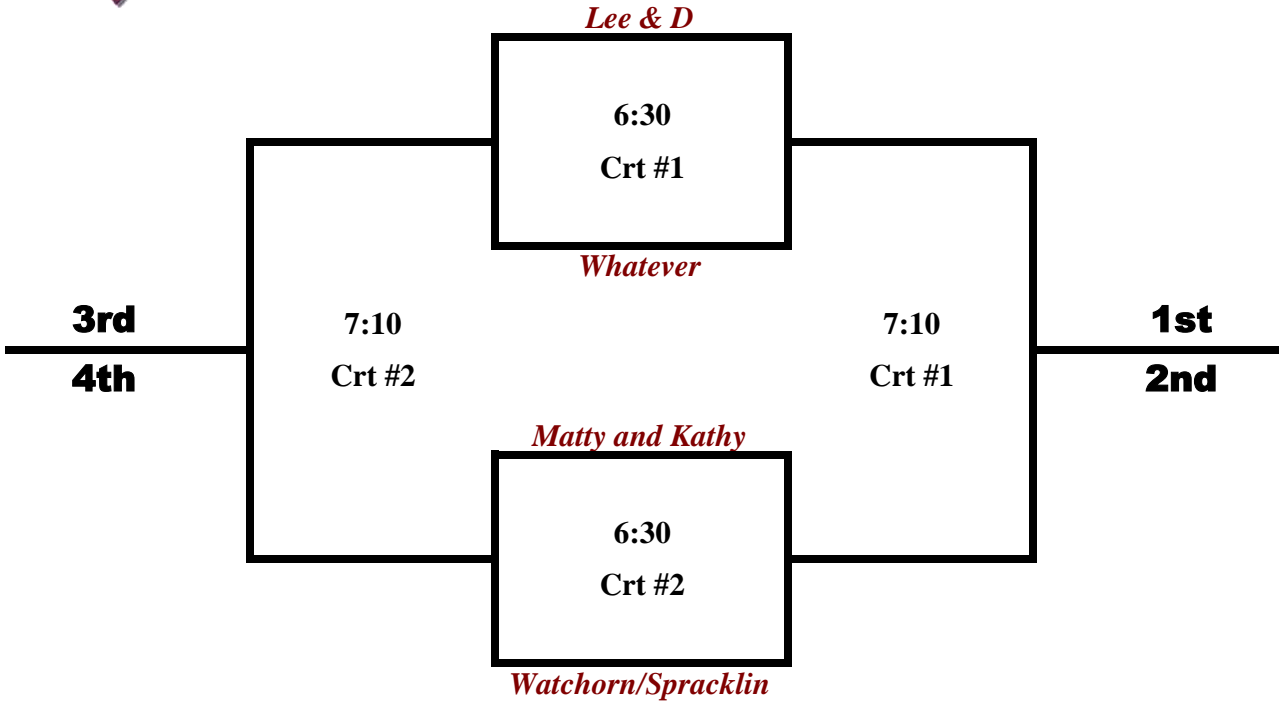 Lee & D
6:30
Crt #1
Whatever
3rd
4th
7:10
Crt #2
7:10
Crt #1
1st
2nd
Matty and Kathy
6:30
Crt #2
Watchorn/Spracklin